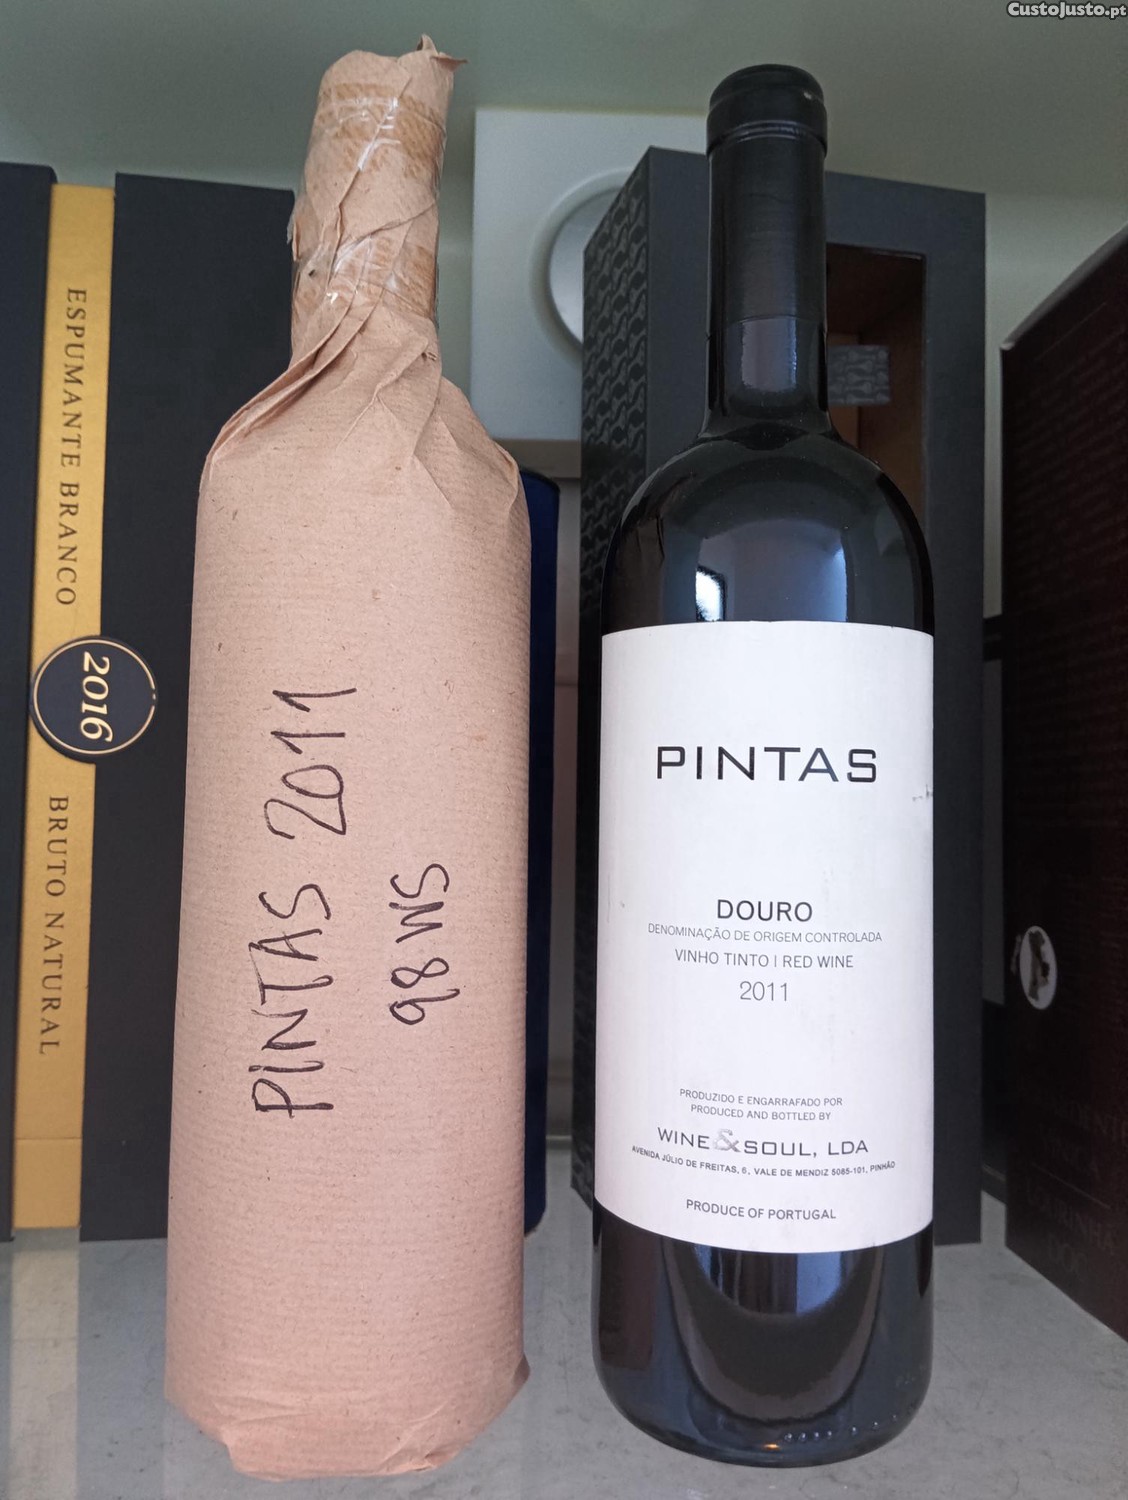 CustoJusto.pt
ESPUMANTE BRANCO
2016
BRUTO NATURAL
PINTAS 2011
98 WS
PINTAS
DOURO
DENOMINAÇÃO DE ORIGEM CONTROLADA
VINHO TINTO | RED WINE
2011
PRODUZIDO E ENGARRAFADO POR
PRODUCED AND BOTTLED BY
WINE & SOUL, LDA
AVENIDA JÚLIO DE FREITAS, 6, VALE DE MENDIZ 5085-101, PINHÃO
PRODUCE OF PORTUGAL